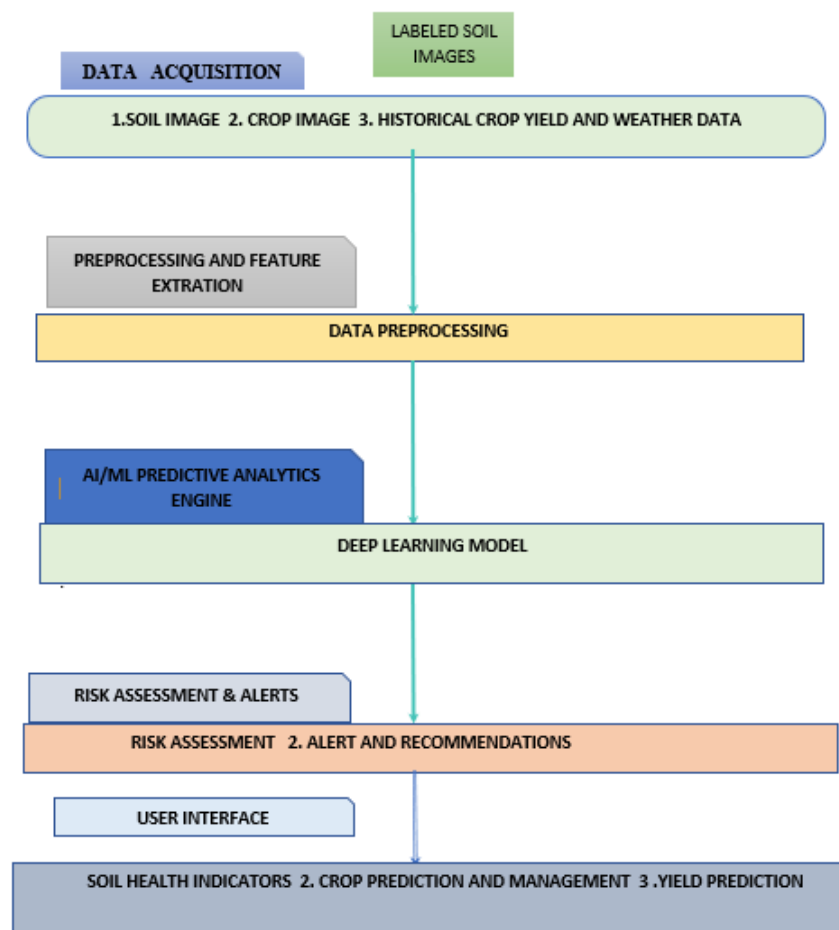 LABELED SOIL
IMAGES
DATA ACQUISITION
1.SOIL IMAGE 2. CROP IMAGE 3. HISTORICAL CROP YIELD AND WEATHER DATA
PREPROCESSING AND FEATURE
EXTRATION
DATA PREPROCESSING
AI/ML PREDICTIVE ANALYTICS
ENGINE
DEEP LEARNING MODEL
RISK ASSESSMENT & ALERTS
RISK ASSESSMENT 2. ALERT AND RECOMMENDATIONS
USER INTERFACE
SOIL HEALTH INDICATORS 2. CROP PREDICTION AND MANAGEMENT 3 .YIELD PREDICTION